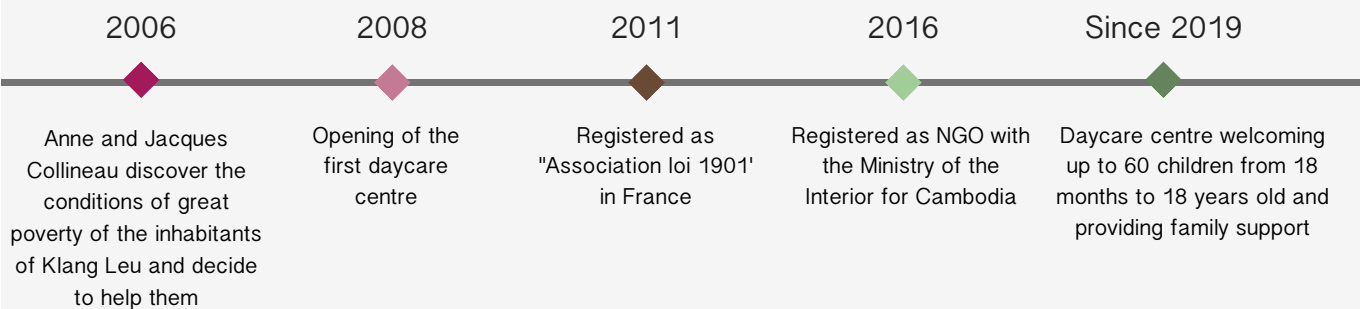 2006
Anne and Jacques
Collineau discover the
conditions of great
poverty of the inhabitants
of Klang Leu and decide
to help them
2008
Opening of the
first daycare
centre
2011
Registered as
"Association loi 1901'
in France
2016
Registered as NGO with
the Ministry of the
Interior for Cambodia
Since 2019
Daycare centre welcoming
up to 60 children from 18
months to 18 years old and
providing family support